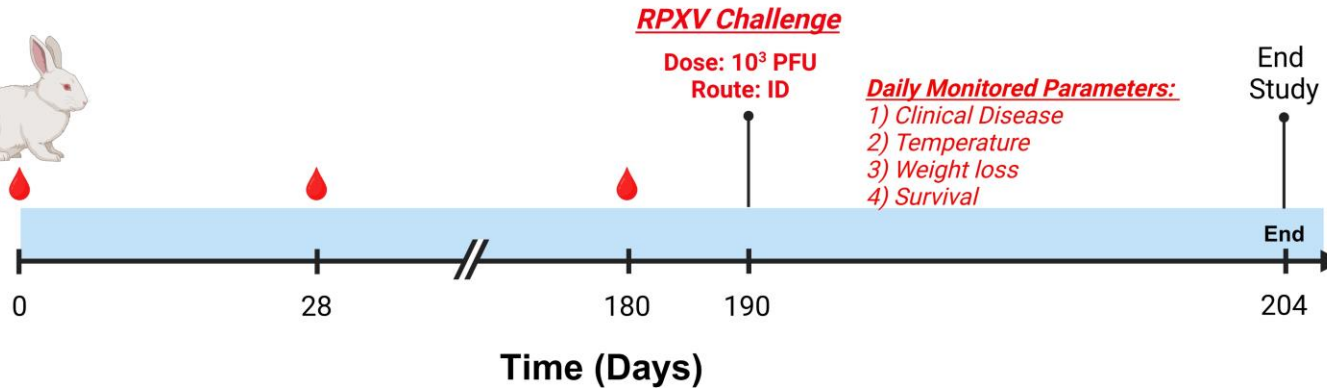 RPXV Challenge
Dose: 10³ PFU
Route: ID
Daily Monitored Parameters:
1) Clinical Disease
2) Temperature
3) Weight loss
4) Survival
End
Study
End
0
28
180
190
204
Time (Days)